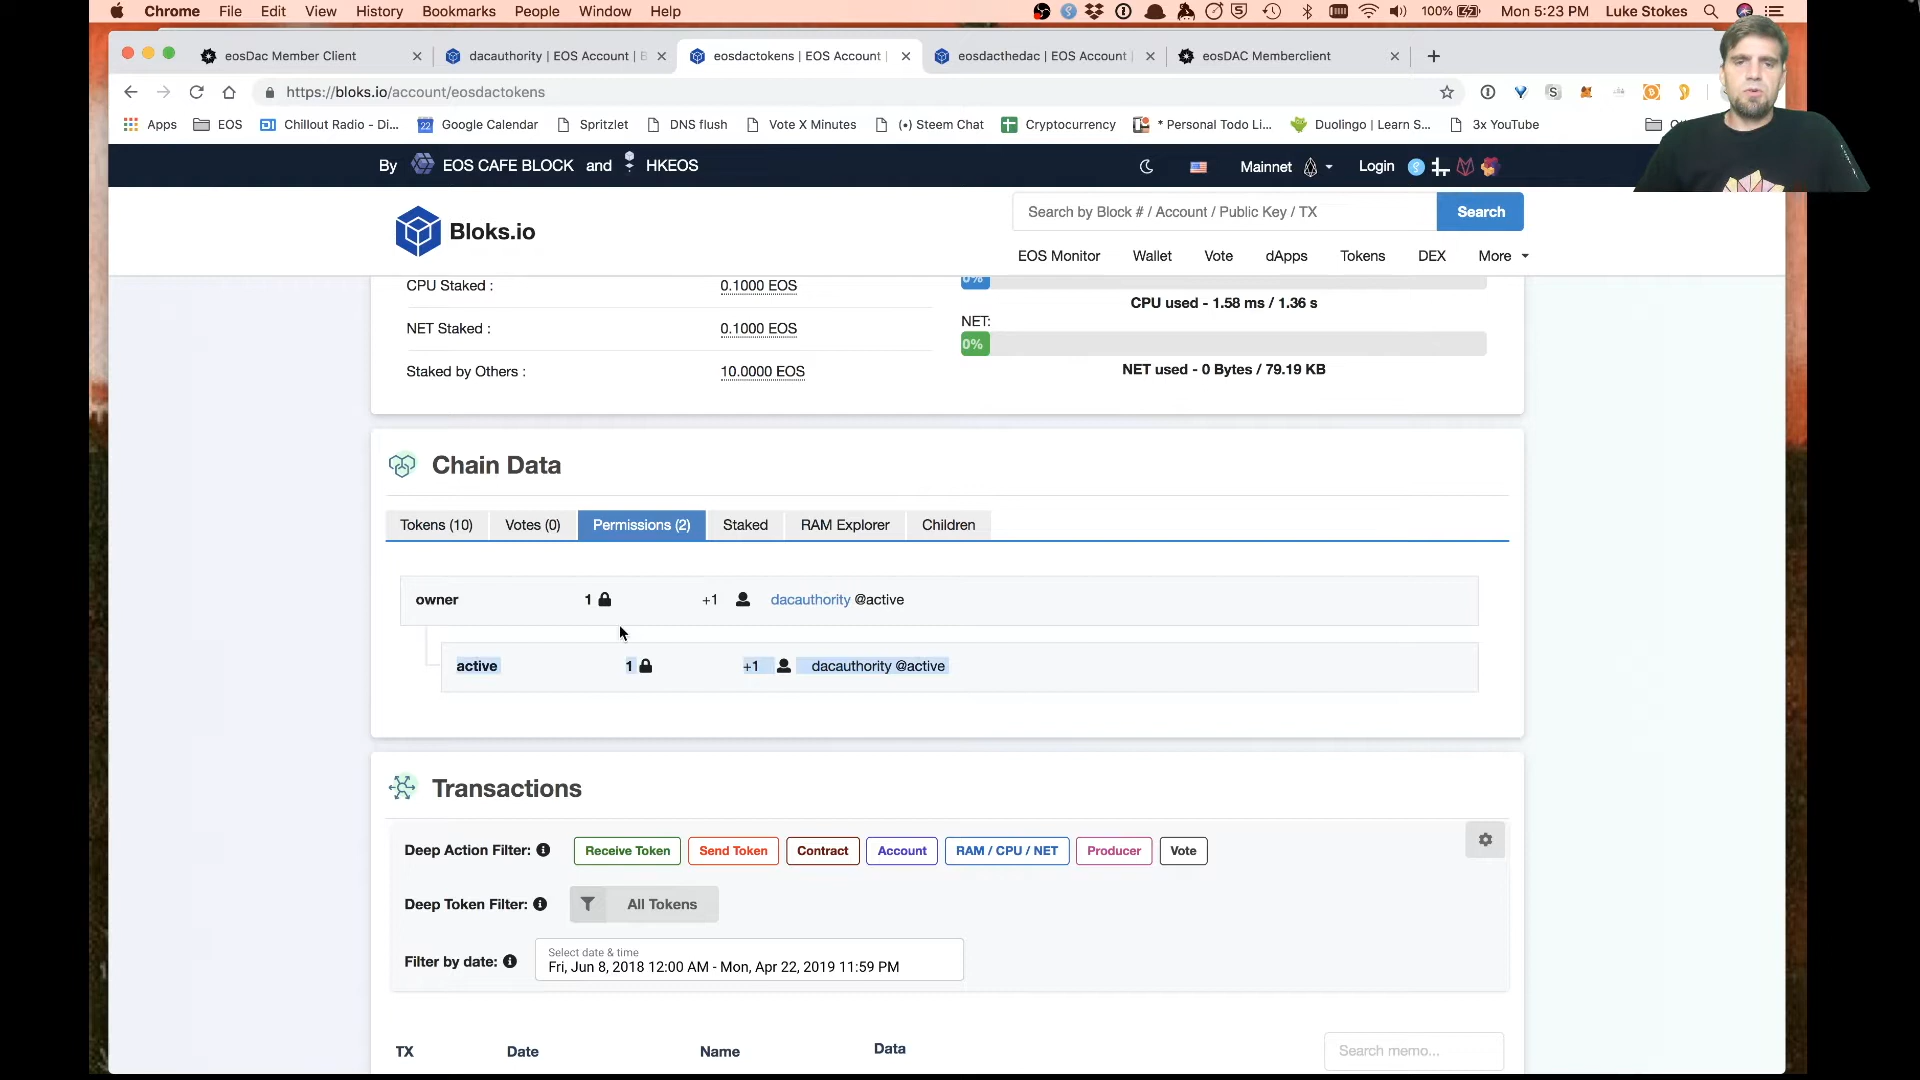 Chrome File Edit View History Bookmarks People Window Help 100% Mon 5:23 PM Luke Stokes
eosDac Member Client dacauthority | EOS Account | B eosdactokens | EOS Account | eosdacthedac | EOS Account | eosDAC Memberclient
https://bloks.io/account/eosdactokens
Apps EOS Chillout Radio - Di... Google Calendar Spritzlet DNS flush Vote X Minutes (•) Steem Chat Cryptocurrency * Personal Todo Li... Duolingo | Learn S... 3x YouTube
By EOS CAFE BLOCK and HKEOS Mainnet Login
Bloks.io
Search by Block # / Account / Public Key / TX Search
EOS Monitor Wallet Vote dApps Tokens DEX More
CPU Staked : 0.1000 EOS 0%
CPU used - 1.58 ms / 1.36 s
NET Staked : 0.1000 EOS NET:
0%
Staked by Others : 10.0000 EOS NET used - 0 Bytes / 79.19 KB
Chain Data
Tokens (10) Votes (0) Permissions (2) Staked RAM Explorer Children
owner 1 +1 dacauthority @active
active 1 +1 dacauthority @active
Transactions
Deep Action Filter: Receive Token Send Token Contract Account RAM / CPU / NET Producer Vote
Deep Token Filter: All Tokens
Filter by date: Select date & time
Fri, Jun 8, 2018 12:00 AM - Mon, Apr 22, 2019 11:59 PM
TX Date Name Data Search memo...